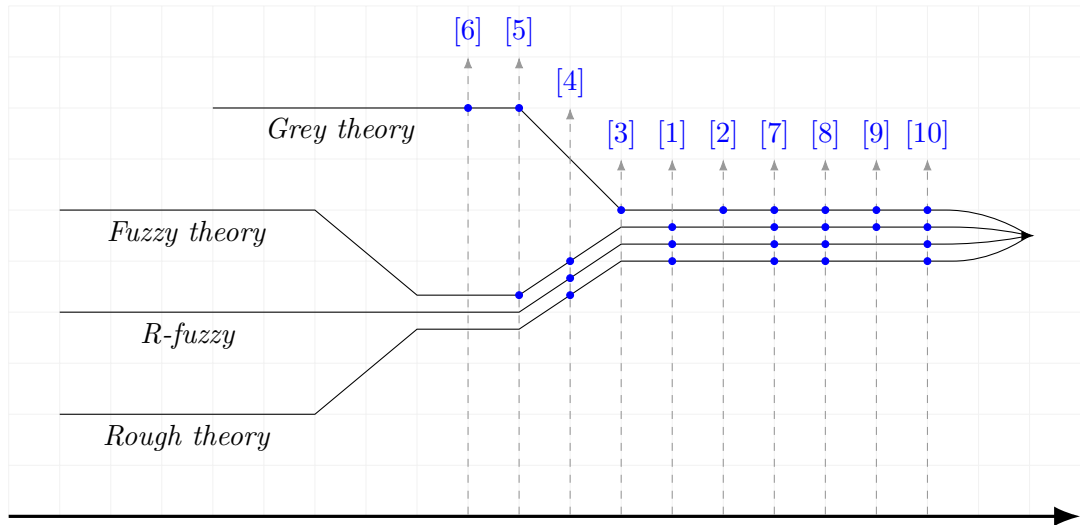 [6] [5]
[4]
[3] [1] [2] [7] [8] [9] [10]
Grey theory
Fuzzy theory
R-fuzzy
Rough theory